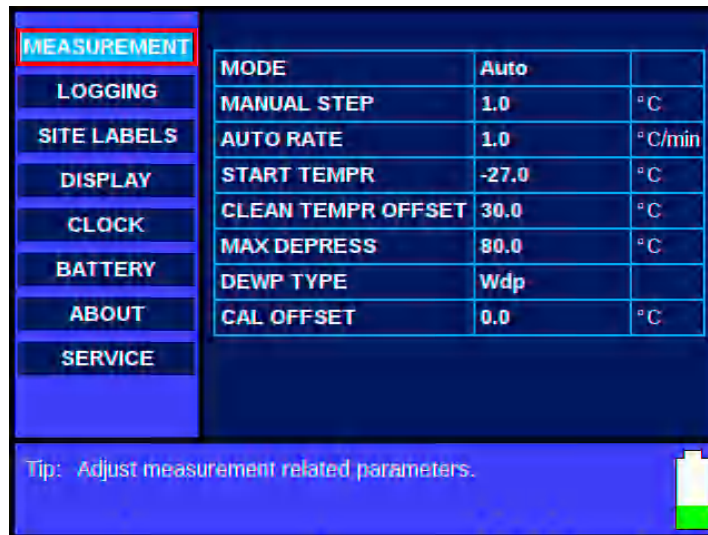 MEASUREMENT
LOGGING
SITE LABELS
DISPLAY
CLOCK
BATTERY
ABOUT
SERVICE
MODE Auto
MANUAL STEP 1.0 °C
AUTO RATE 1.0 °C/min
START TEMPR -27.0 °C
CLEAN TEMPR OFFSET 30.0 °C
MAX DEPRESS 80.0 °C
DEWP TYPE Wdp
CAL OFFSET 0.0 °C
Tip: Adjust measurement related parameters.